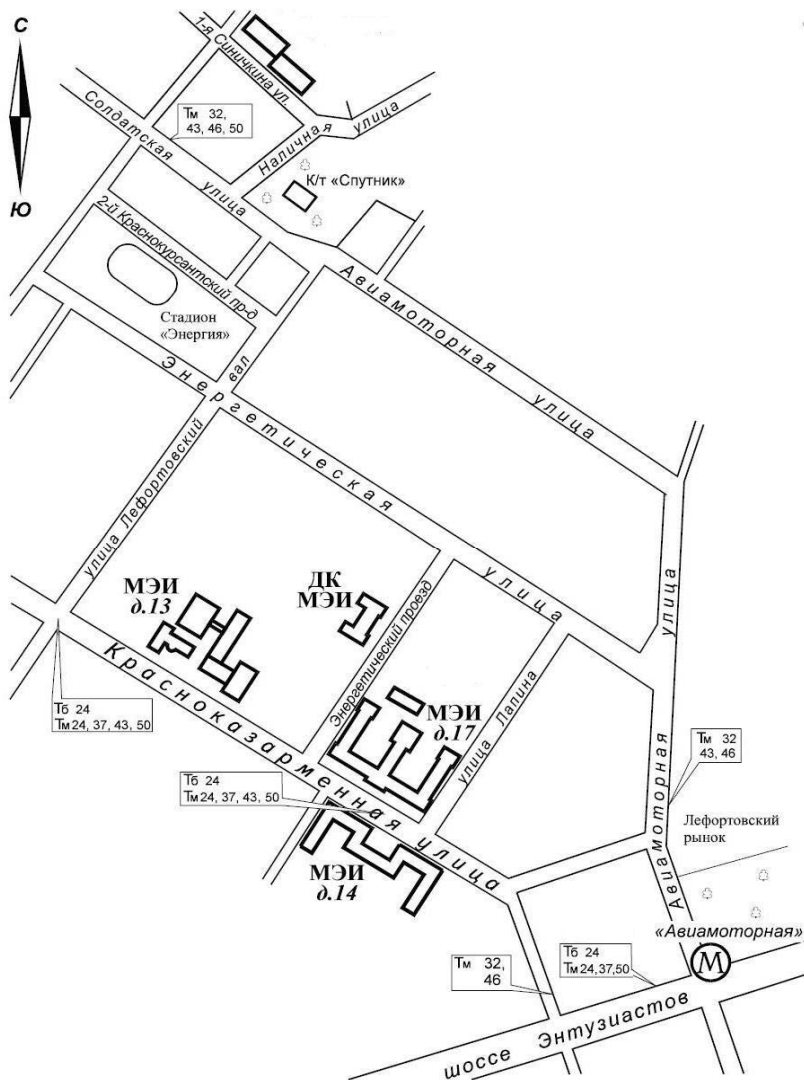 С
Ю
1-я Синичкина ул.
Солдатская улица
Тм 32,
43, 46, 50
Наличная улица
К/т «Спутник»
2-й Краснокурсантский пр-д
Стадион
«Энергия»
Авиамоторная улица
Энергетическая улица
улица Лефортовский вал
МЭИ
д.13
ДК
МЭИ
Энергетический проезд
МЭИ
д.17
улица Лапина
Красноказарменная улица
Тб 24
Тм 24, 37, 43, 50
Тб 24
Тм 24, 37, 43, 50
МЭИ
д.14
Авиамоторная улица
Тм 32
43, 46
Лефортовский
рынок
«Авиамоторная»
М
Тм 32,
46
Тб 24
Тм 24,37,50
шоссе Энтузиастов